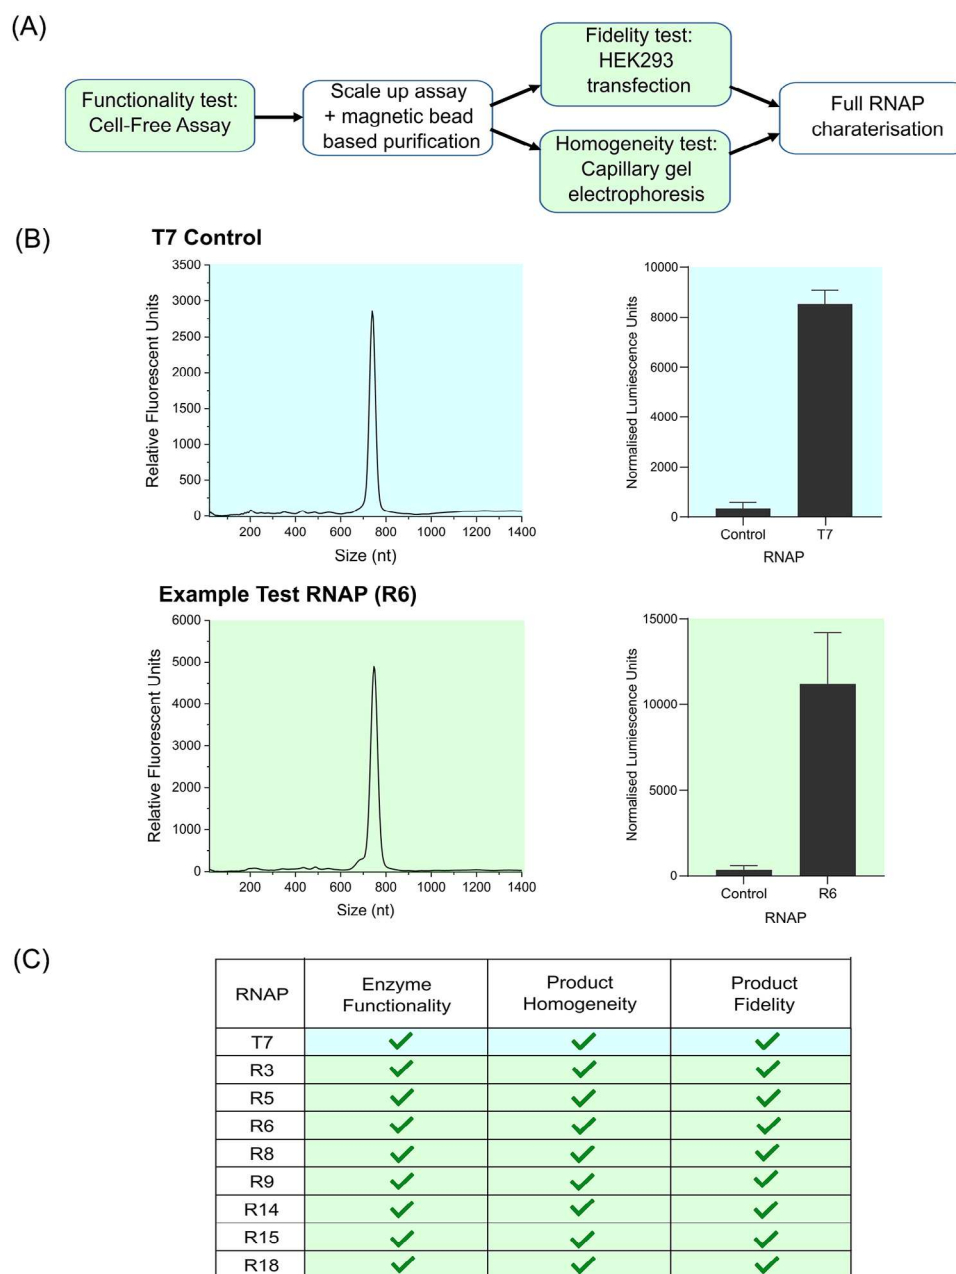 (A)
Functionality test:
Cell-Free Assay
Scale up assay
+ magnetic bead
based purification
Fidelity test:
HEK293
transfection
Homogeneity test:
Capillary gel
electrophoresis
Full RNAP
charaterisation
(B)
T7 Control
Relative Fluorescent Units
3500
3000
2500
2000
1500
1000
500
0
200 400 600 800 1000 1200 1400
Size (nt)
Normalised Lumiescence Units
10000
8000
6000
4000
2000
0
Control T7
RNAP
Example Test RNAP (R6)
Relative Fluorescent Units
6000
5000
4000
3000
2000
1000
0
200 400 600 800 1000 1200 1400
Size (nt)
Normalised Lumiescence Units
15000
10000
5000
0
Control R6
RNAP
(C)
RNAP Enzyme Functionality Product Homogeneity Product Fidelity
T7 ✓ ✓ ✓
R3 ✓ ✓ ✓
R5 ✓ ✓ ✓
R6 ✓ ✓ ✓
R8 ✓ ✓ ✓
R9 ✓ ✓ ✓
R14 ✓ ✓ ✓
R15 ✓ ✓ ✓
R18 ✓ ✓ ✓